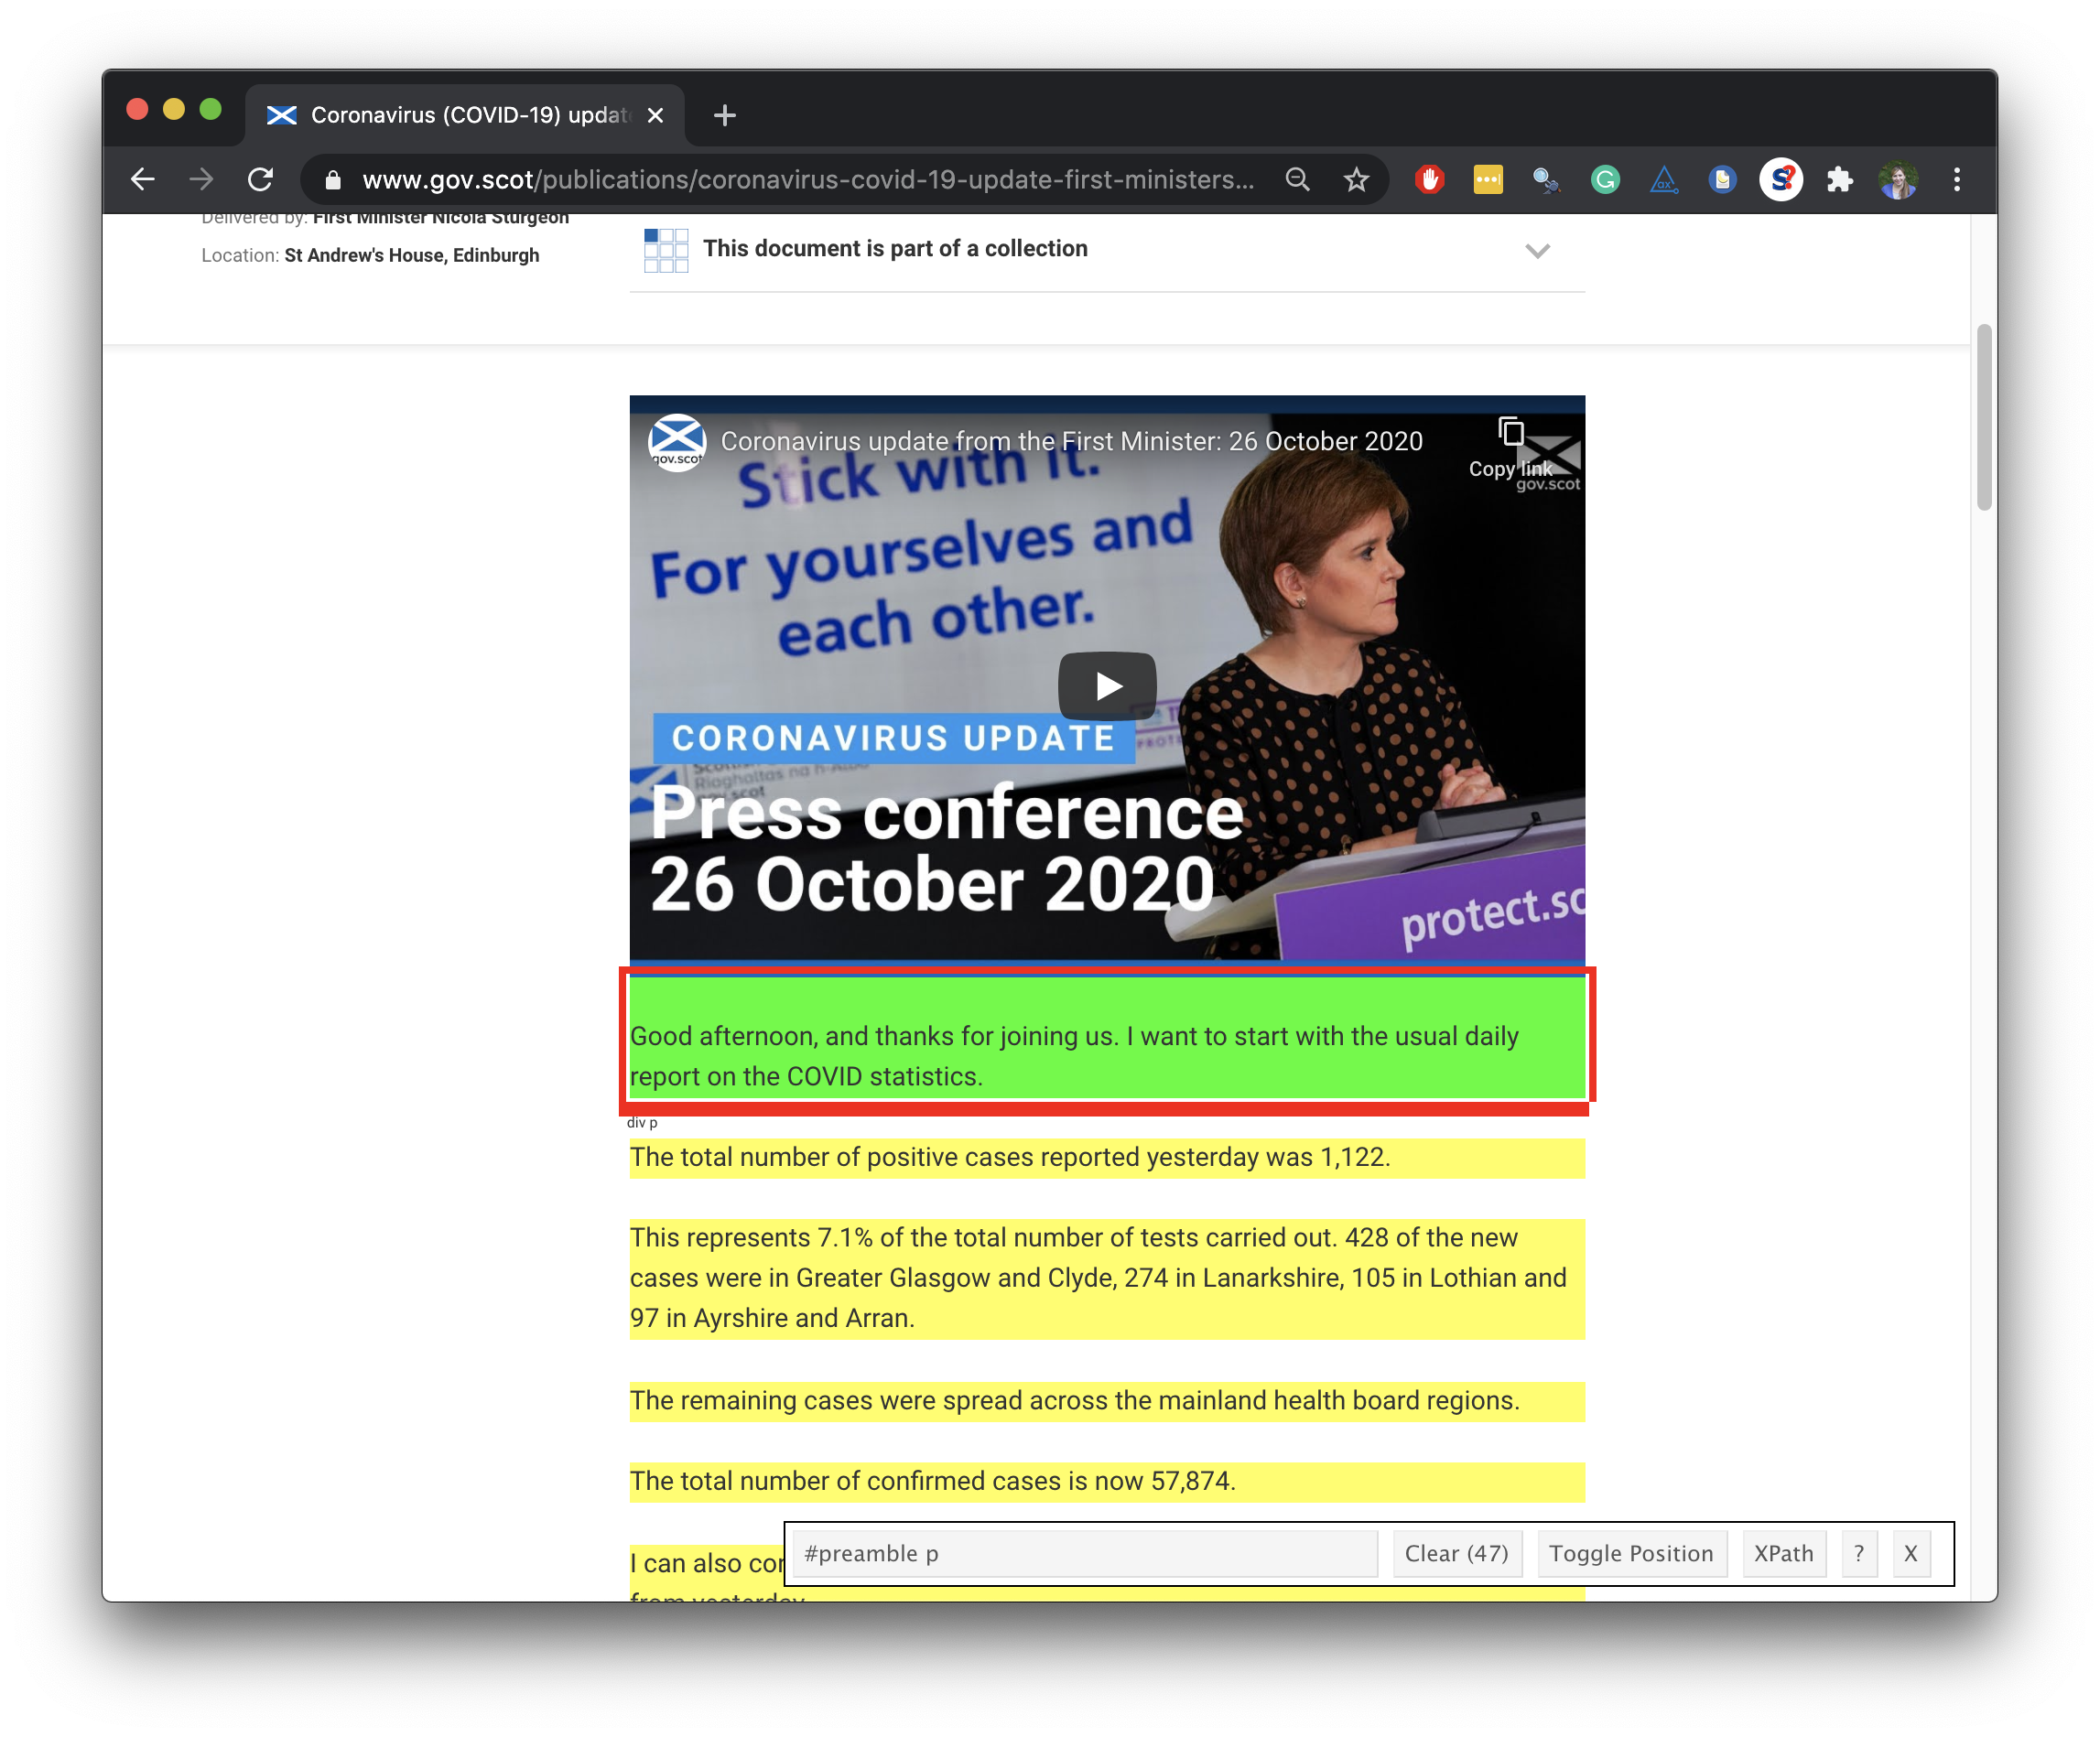 Coronavirus (COVID-19) updat
www.gov.scot/publications/coronavirus-covid-19-update-first-ministers...
Delivered by: First Minister Nicola Sturgeon
Location: St Andrew's House, Edinburgh
This document is part of a collection
gov.scot
Coronavirus update from the First Minister: 26 October 2020
Copy link
gov.scot
Stick with it.
For yourselves and
each other.
CORONAVIRUS UPDATE
Riaghaltas na h-Alba
Press conference
26 October 2020
protect.sc
Good afternoon, and thanks for joining us. I want to start with the usual daily
report on the COVID statistics.
div p
The total number of positive cases reported yesterday was 1,122.
This represents 7.1% of the total number of tests carried out. 428 of the new
cases were in Greater Glasgow and Clyde, 274 in Lanarkshire, 105 in Lothian and
97 in Ayrshire and Arran.
The remaining cases were spread across the mainland health board regions.
The total number of confirmed cases is now 57,874.
I can also cor
from yesterday
#preamble p
Clear (47)
Toggle Position
XPath
?
X